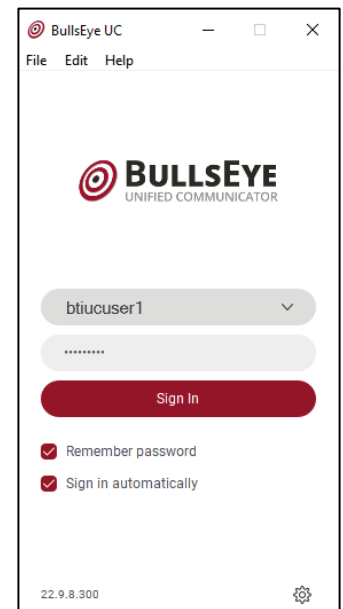 BullsEye UC
File Edit Help
BULLSEYE
UNIFIED COMMUNICATOR
btiucuser1
•••••••••
Sign In
Remember password
Sign in automatically
22.9.8.300